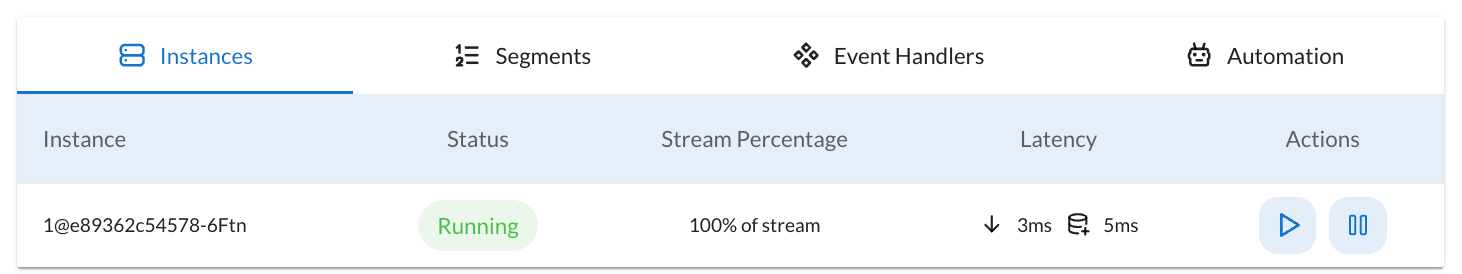 Instances Segments Event Handlers Automation
Instance Status Stream Percentage Latency Actions
1@e89362c54578-6Ftn Running 100% of stream 3ms 5ms